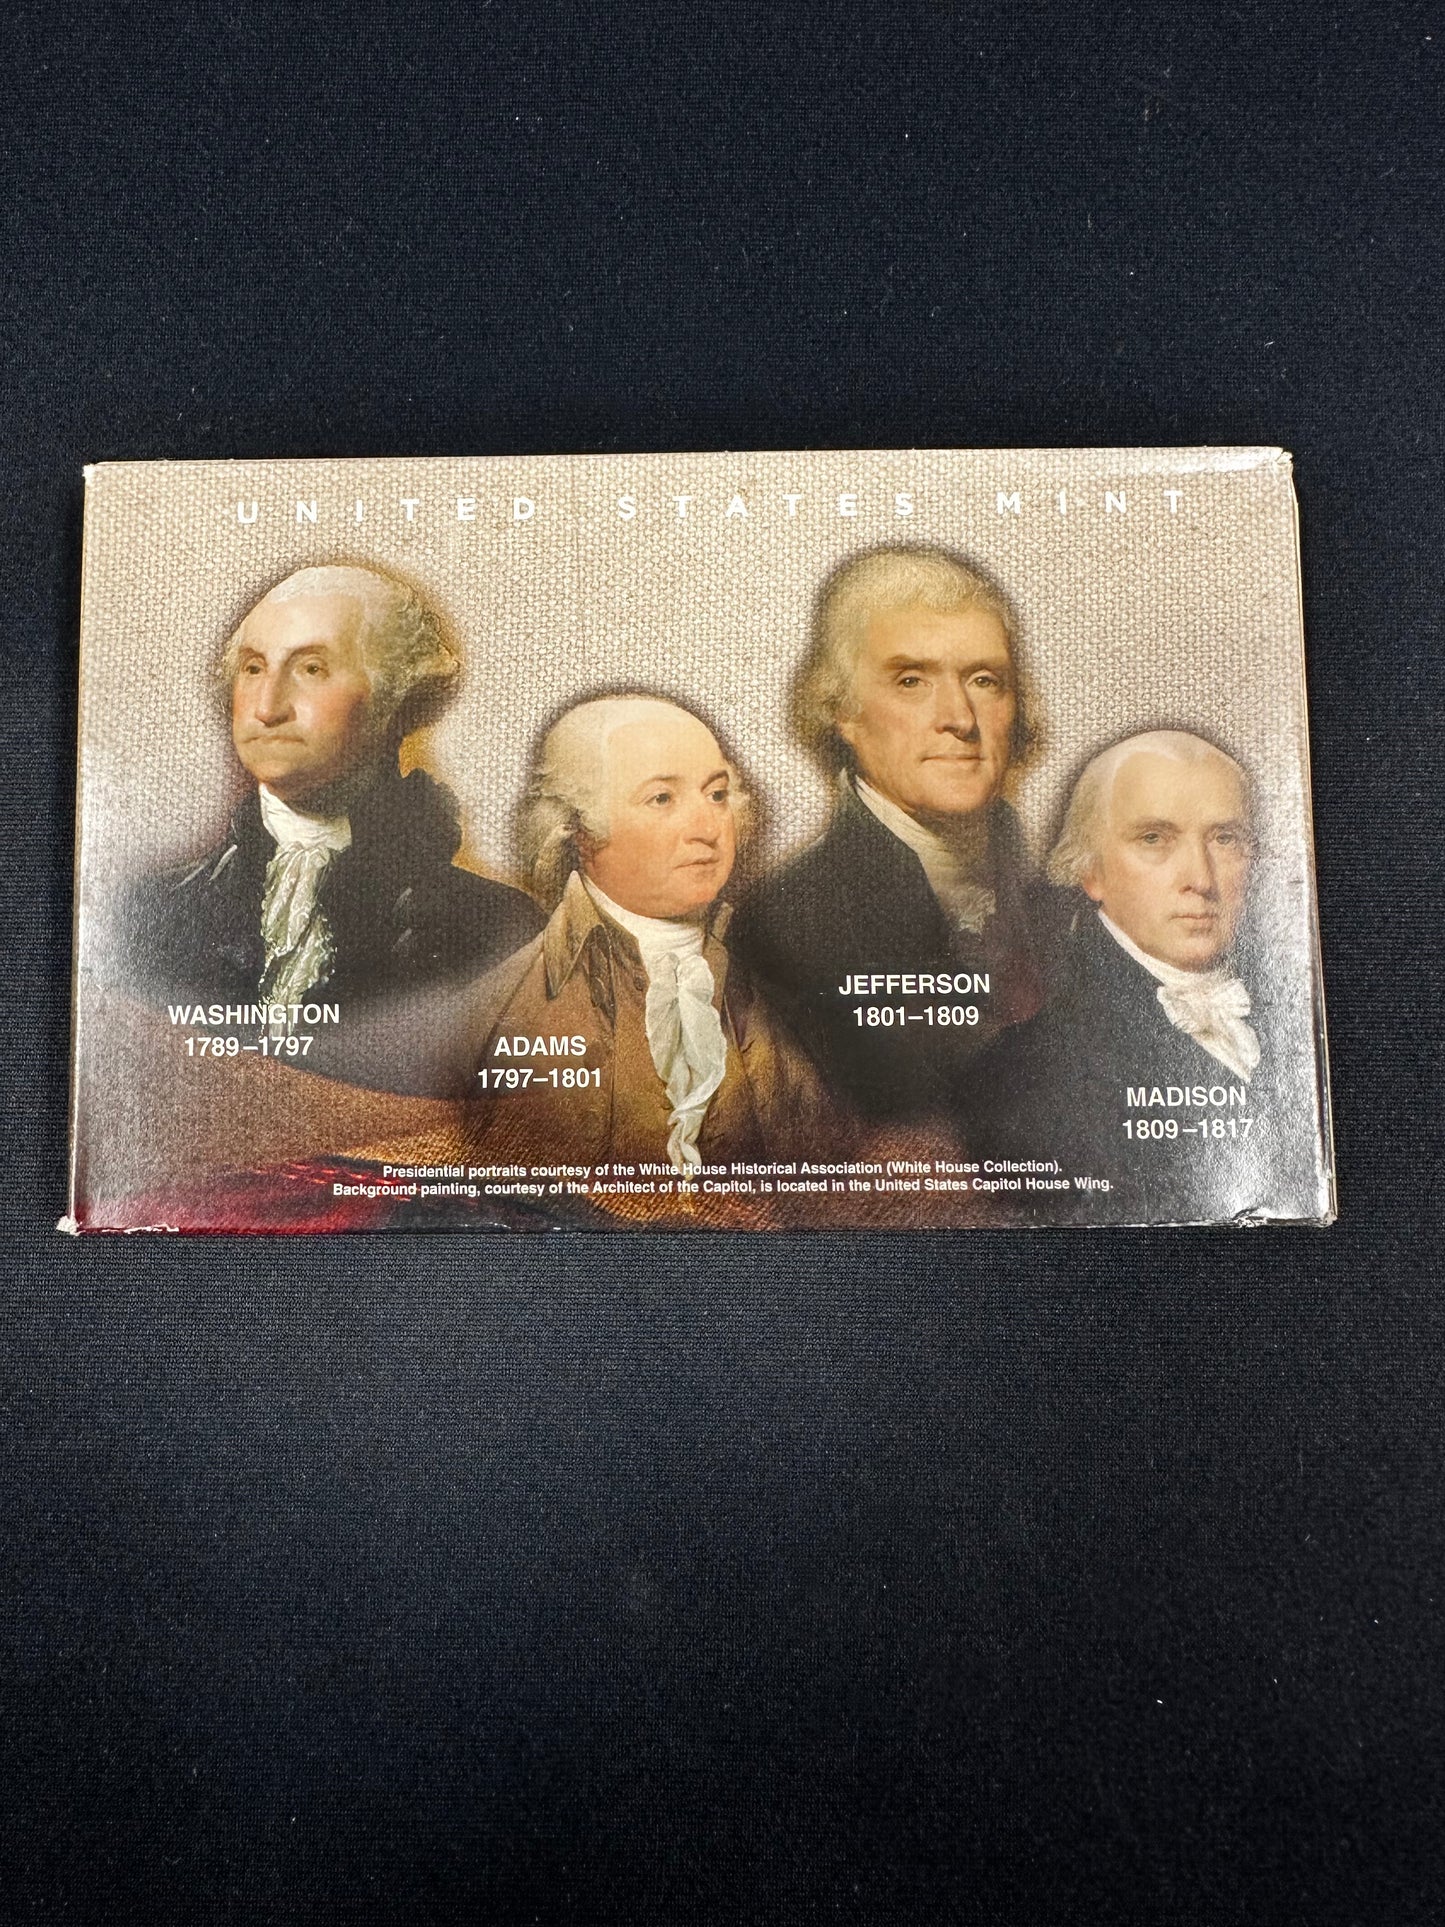 UNITED STATES MINT
WASHINGTON
1789–1797
ADAMS
1797–1801
JEFFERSON
1801–1809
MADISON
1809–1817
Presidential portraits courtesy of the White House Historical Association (White House Collection).
Background painting, courtesy of the Architect of the Capitol, is located in the United States Capitol House Wing.